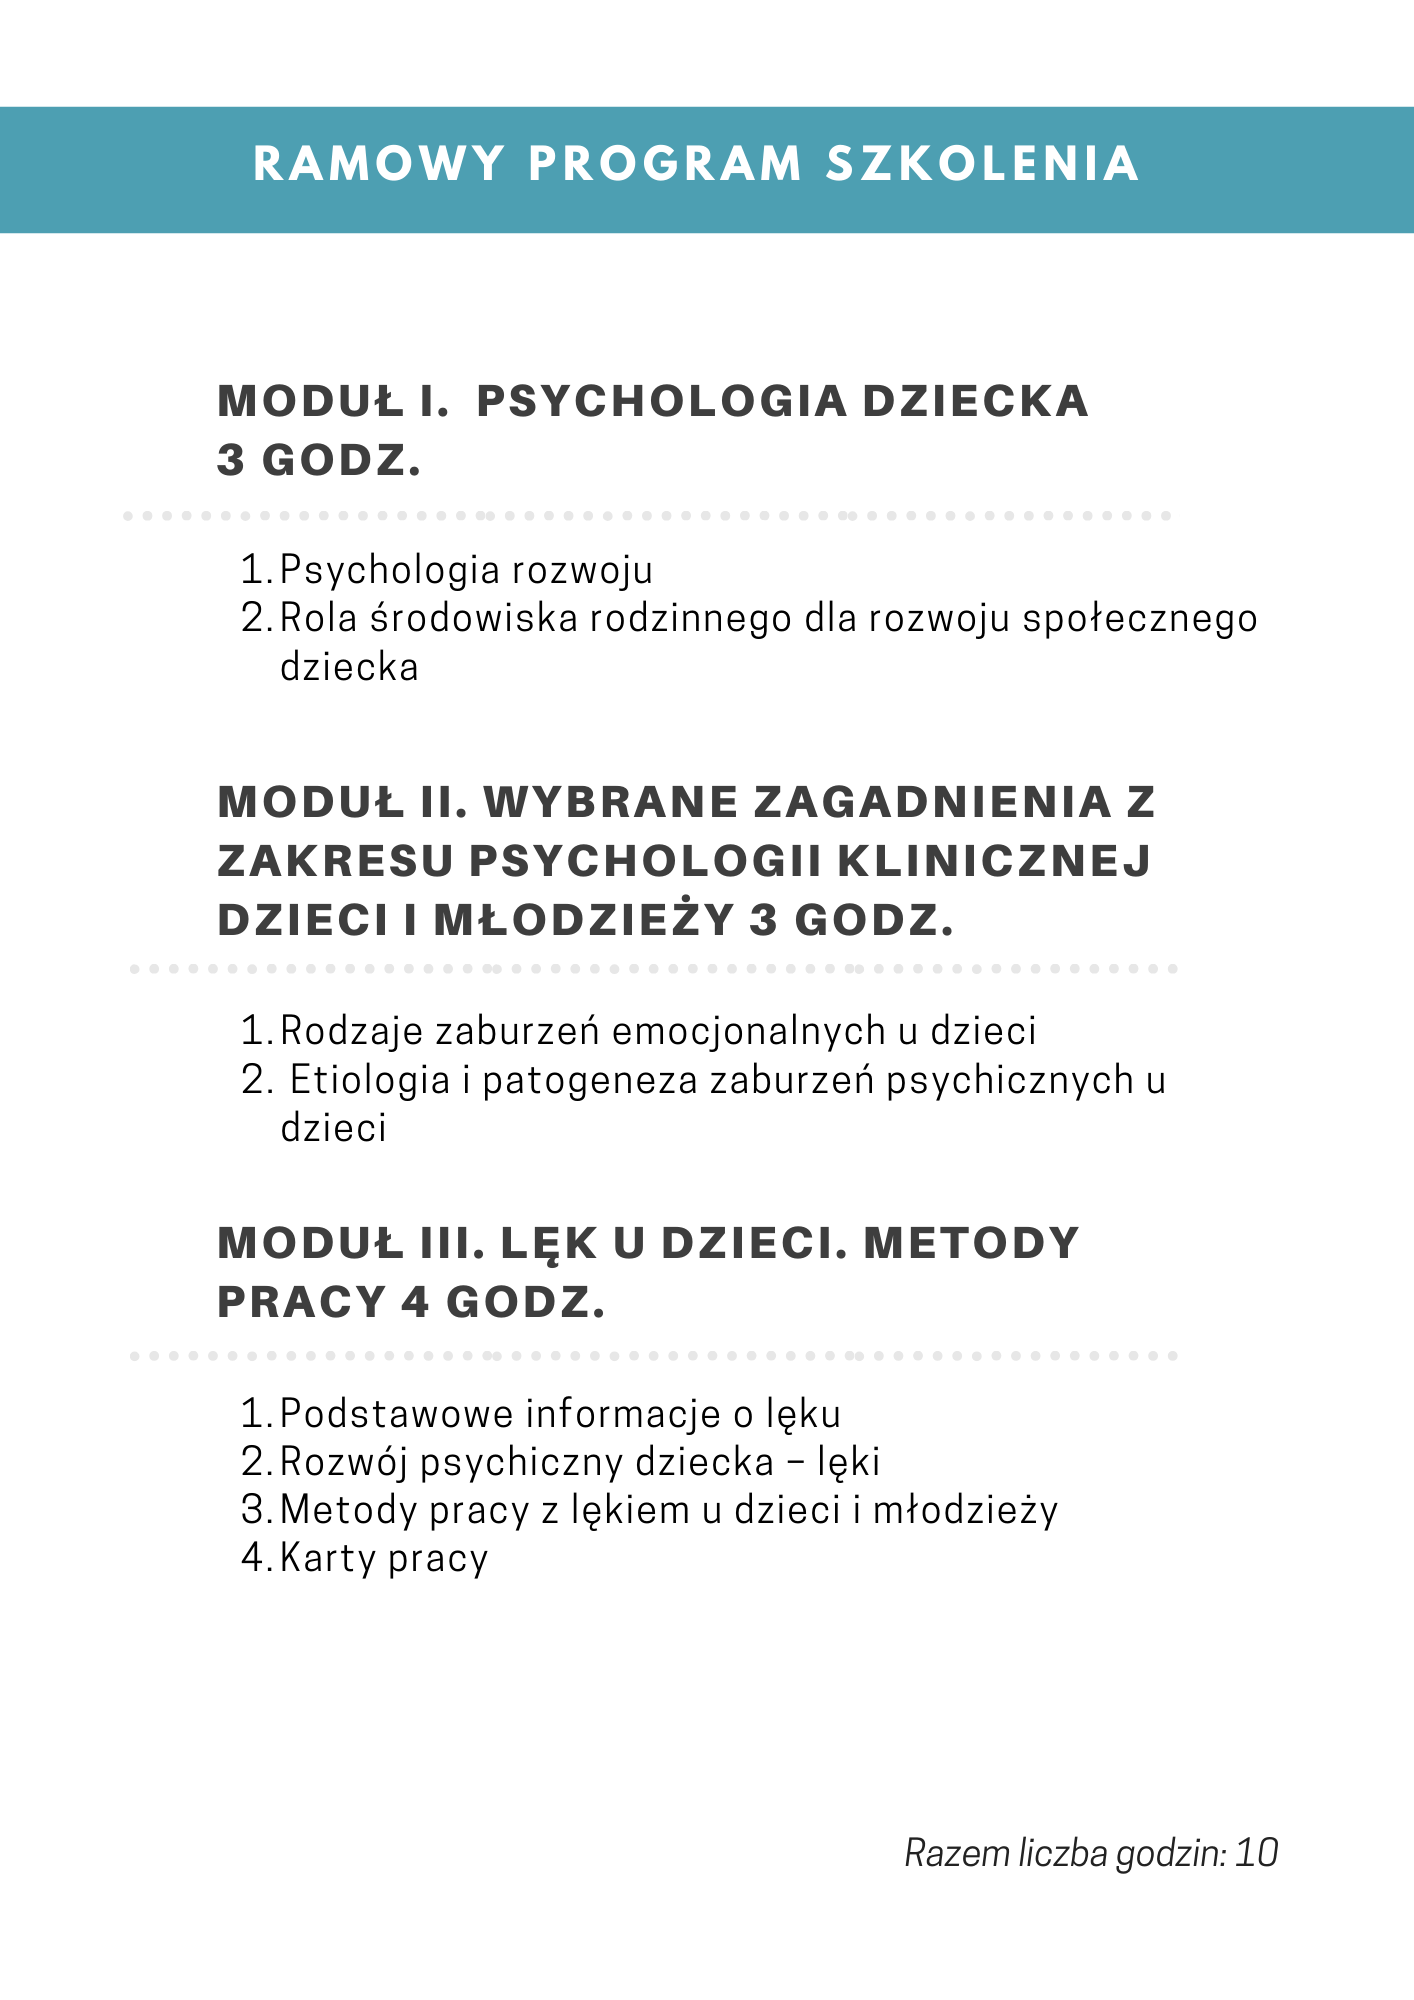 RAMOWY PROGRAM SZKOLENIA
MODUŁ I.  PSYCHOLOGIA DZIECKA
3 GODZ.
1. Psychologia rozwoju
2. Rola środowiska rodzinnego dla rozwoju społecznego
dziecka
MODUŁ II. WYBRANE ZAGADNIENIA Z
ZAKRESU PSYCHOLOGII KLINICZNEJ
DZIECI I MŁODZIEŻY 3 GODZ.
1. Rodzaje zaburzeń emocjonalnych u dzieci
2. Etiologia i patogeneza zaburzeń psychicznych u
dzieci
MODUŁ III. LĘK U DZIECI. METODY
PRACY 4 GODZ.
1. Podstawowe informacje o lęku
2. Rozwój psychiczny dziecka – lęki
3. Metody pracy z lękiem u dzieci i młodzieży
4. Karty pracy
Razem liczba godzin: 10